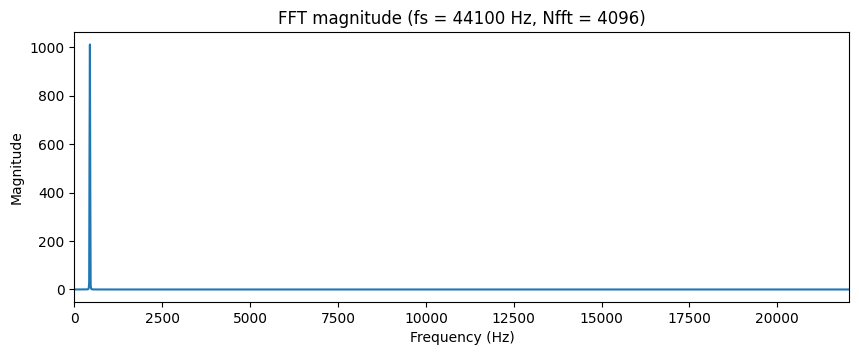 FFT magnitude (fs = 44100 Hz, Nfft = 4096)
Magnitude
1000
800
600
400
200
0
0 2500 5000 7500 10000 12500 15000 17500 20000
Frequency (Hz)